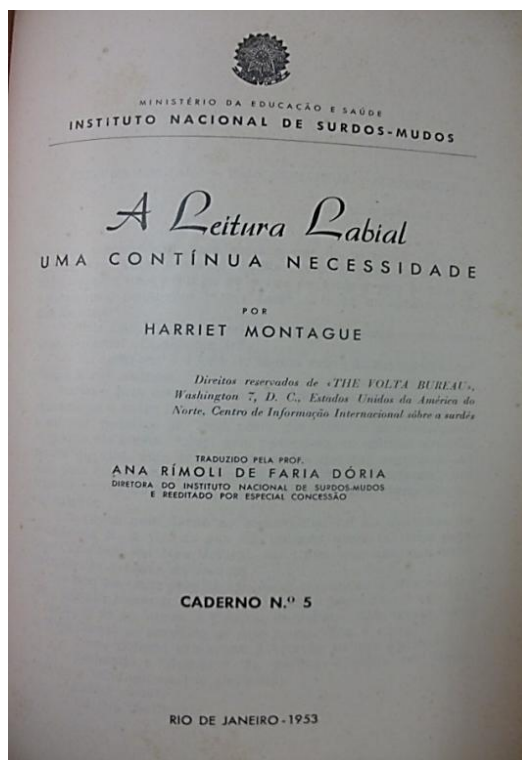 MINISTÉRIO DA EDUCAÇÃO E SAÚDE
INSTITUTO NACIONAL DE SURDOS-MUDOS
A Leitura Labial
UMA CONTÍNUA NECESSIDADE
POR
HARRIET MONTAGUE
Direitos reservados de «THE VOLTA BUREAU»,
Washington 7, D. C., Estados Unidos da América do
Norte, Centro de Informação Internacional sôbre a surdés
TRADUZIDO PELA PROF.
ANA RÍMOLI DE FARIA DÓRIA
DIRETORA DO INSTITUTO NACIONAL DE SURDOS-MUDOS
E REEDITADO POR ESPECIAL CONCESSÃO
CADERNO N.º 5
RIO DE JANEIRO - 1953